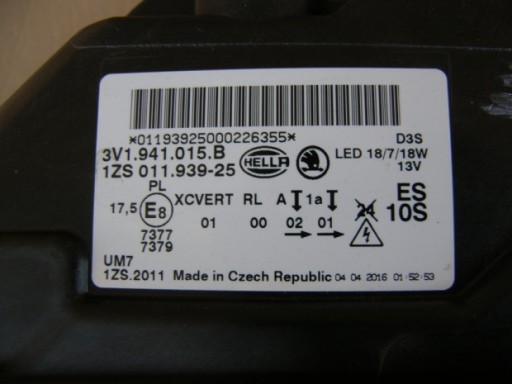 *01193925000226355*
3V1.941.015.B HELLA LED 18/7/18W D3S
1ZS 011.939-25 13V
PL XCVERT RL A 1a 24 ES
17,5 E8 01 00 02 01 10S
7377
7379
UM7
1ZS.2011 Made in Czech Republic 04 04 2016 01:52:53